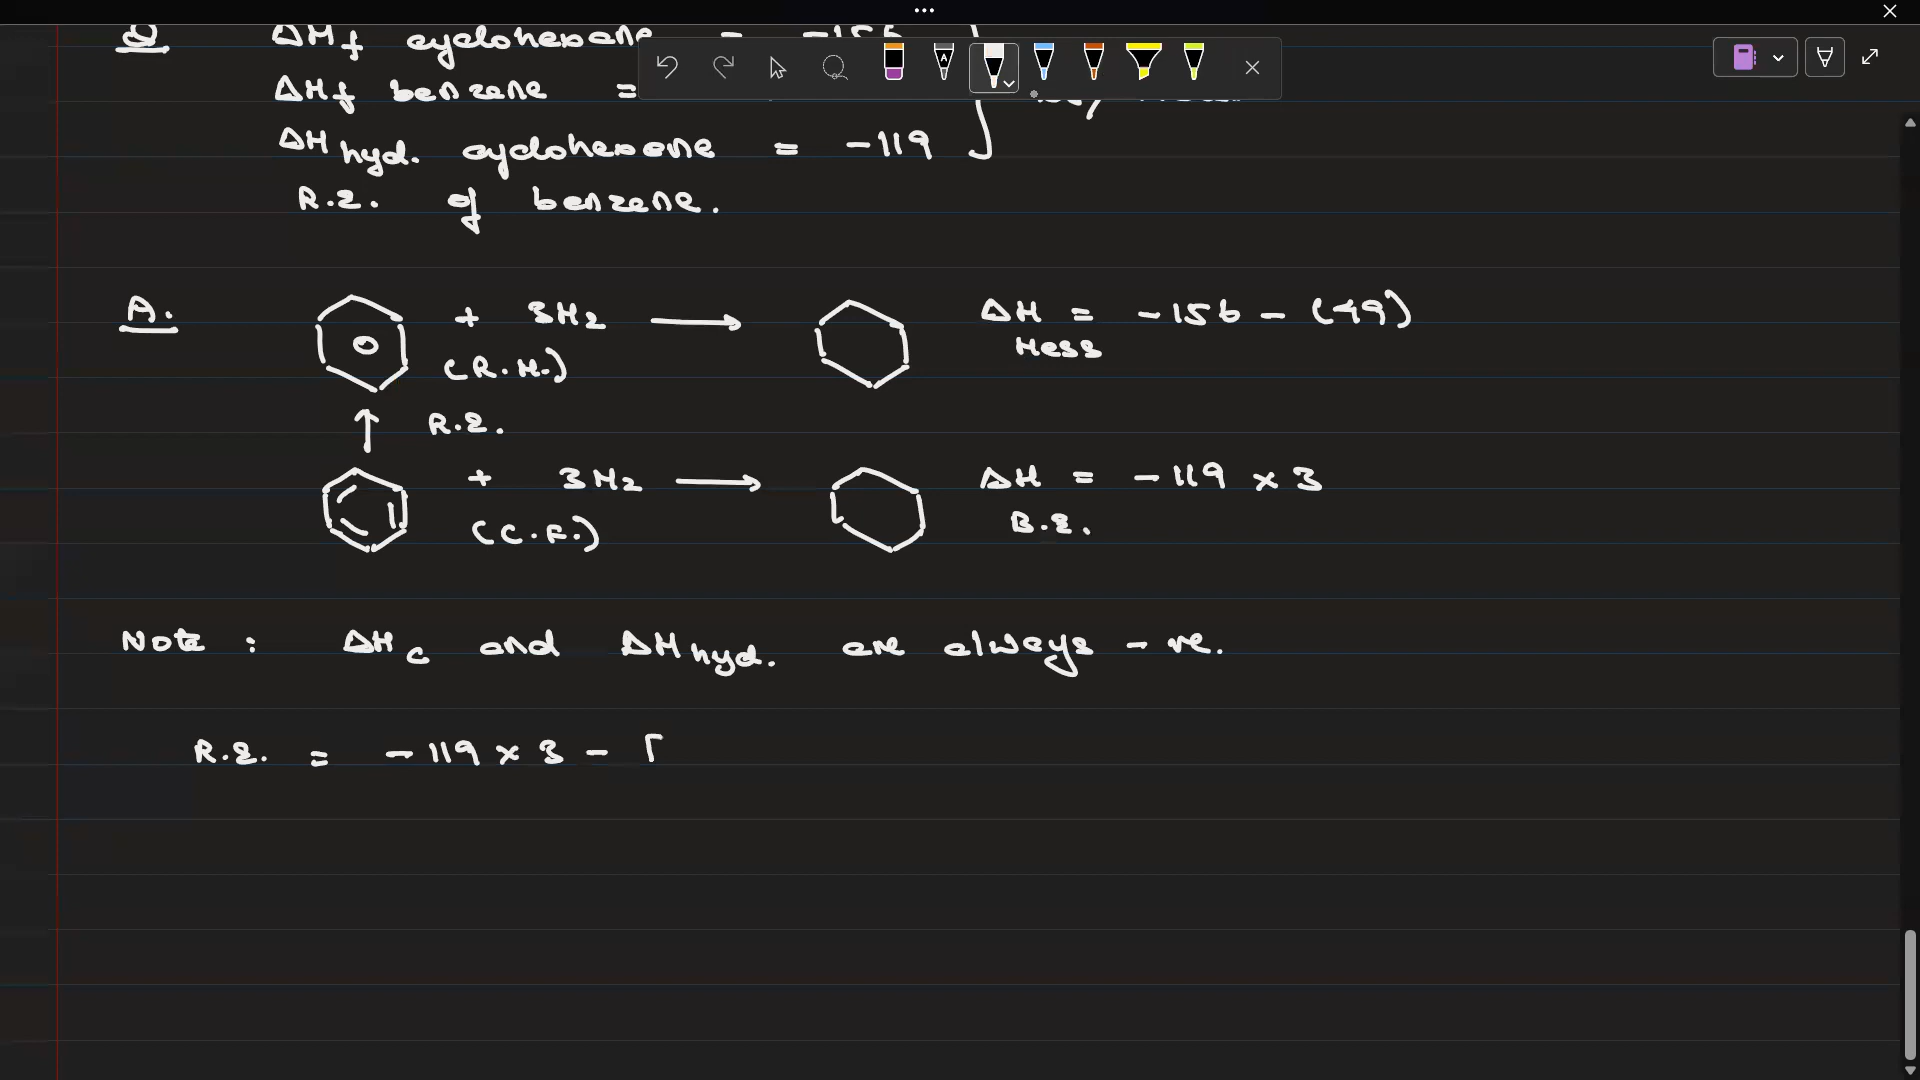 Q ΔHf cyclohexane = -156
ΔHf benzene =
ΔH hyd. cyclohexene = -119
R.E. of benzene.
A. + 3H2 → ΔH = -156 - (49)
(R.H.) Hess
↑ R.E.
+ 3H2 → ΔH = -119 × 3
(C.F.) B.E.
Note : ΔHc and ΔH hyd. are always - ve.
R.E. = - 119 × 3 - [